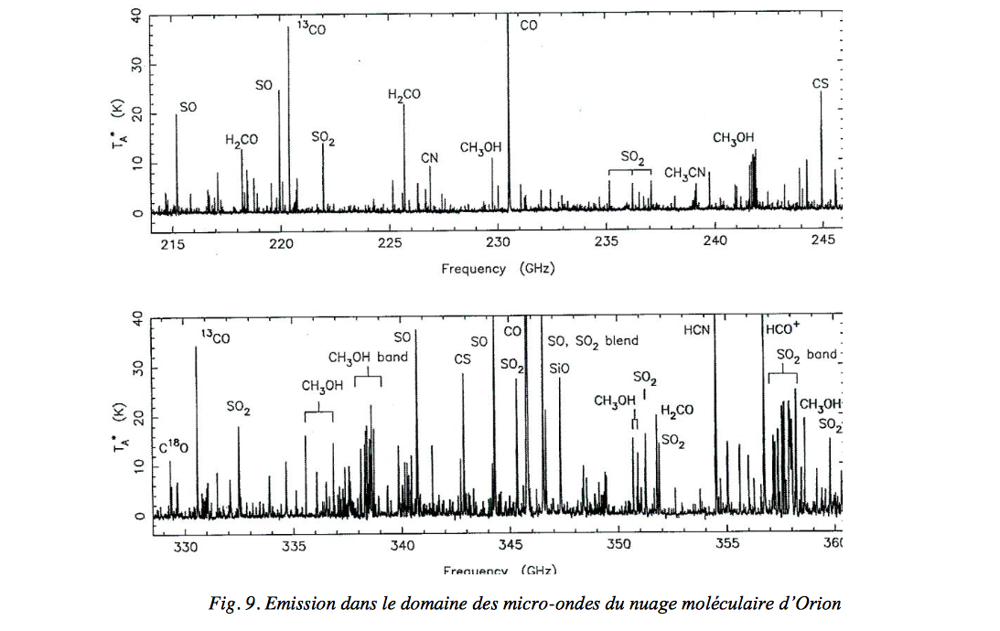 40
30
20
10
0
T_A* (K)
SO
H₂CO
SO
¹³CO
SO₂
H₂CO
CN
CH₃OH
CO
SO₂
CH₃CN
CH₃OH
CS
215 220 225 230 235 240 245
Frequency (GHz)
40
30
20
10
0
T_A* (K)
C¹⁸O
¹³CO
SO₂
CH₃OH
CH₃OH band
SO
CS
SO
SO₂
CO
SO, SO₂ blend
SiO
CH₃OH
SO₂
H₂CO
SO₂
HCN
HCO⁺
SO₂ band
CH₃OH
SO₂
330 335 340 345 350 355 360
Frequency (GHz)
Fig. 9. Emission dans le domaine des micro-ondes du nuage moléculaire d’Orion